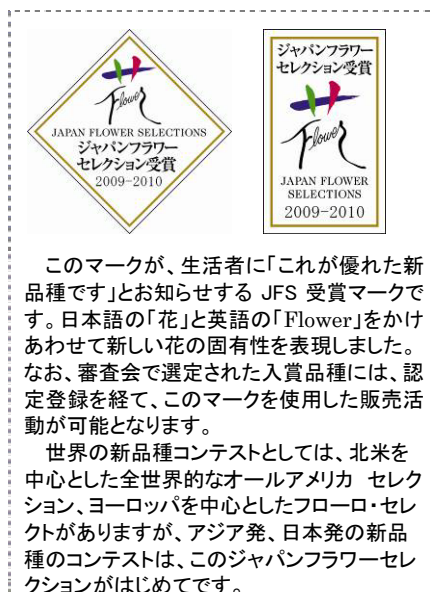 Flower
JAPAN FLOWER SELECTIONS
ジャパンフラワー
セレクション受賞
2009-2010
ジャパンフラワー
セレクション受賞
Flower
JAPAN FLOWER
SELECTIONS
2009-2010
このマークが、生活者に「これが優れた新
品種です」とお知らせする JFS 受賞マークで
す。日本語の「花」と英語の「Flower」をかけ
あわせて新しい花の固有性を表現しました。
なお、審査会で選定された入賞品種には、認
定登録を経て、このマークを使用した販売活
動が可能となります。
世界の新品種コンテストとしては、北米を
中心とした全世界的なオールアメリカ セレク
ション、ヨーロッパを中心としたフローロ・セレ
クトがありますが、アジア発、日本発の新品
種のコンテストは、このジャパンフラワーセレ
クションがはじめてです。